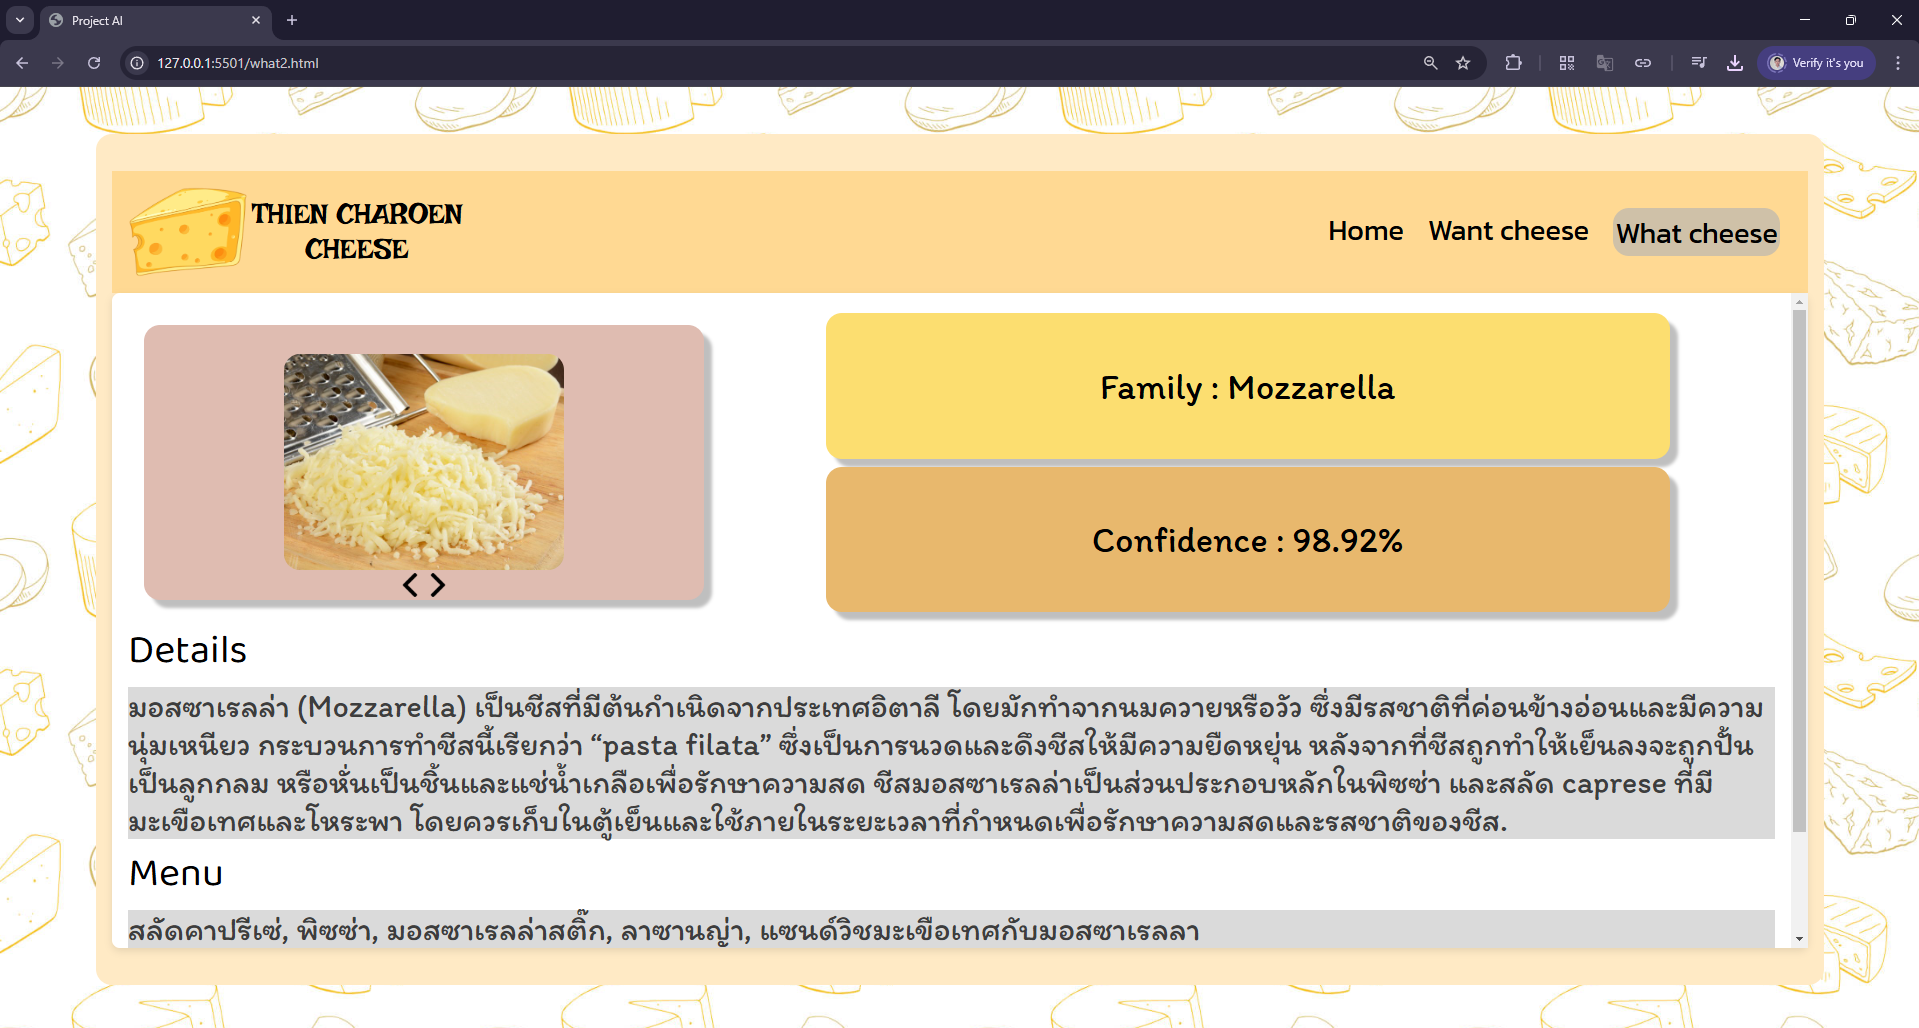 Project AI
127.0.0.1:5501/what2.html
Verify it's you
THIEN CHAROEN
CHEESE
Home
Want cheese
What cheese
Family : Mozzarella
Confidence : 98.92%
Details
มอสซาเรลล่า (Mozzarella) เป็นชีสที่มีต้นกำเนิดจากประเทศอิตาลี โดยมักทำจากนมควายหรือวัว ซึ่งมีรสชาติที่ค่อนข้างอ่อนและมีความ
นุ่มเหนียว กระบวนการทำชีสนี้เรียกว่า “pasta filata” ซึ่งเป็นการนวดและดึงชีสให้มีความยืดหยุ่น หลังจากที่ชีสถูกทำให้เย็นลงจะถูกปั้น
เป็นลูกกลม หรือหั่นเป็นชิ้นและแช่น้ำเกลือเพื่อรักษาความสด ชีสมอสซาเรลล่าเป็นส่วนประกอบหลักในพิซซ่า และสลัด caprese ที่มี
มะเขือเทศและโหระพา โดยควรเก็บในตู้เย็นและใช้ภายในระยะเวลาที่กำหนดเพื่อรักษาความสดและรสชาติของชีส.
Menu
สลัดคาปรีเซ่, พิซซ่า, มอสซาเรลล่าสติ๊ก, ลาซานญ่า, แซนด์วิชมะเขือเทศกับมอสซาเรลลา